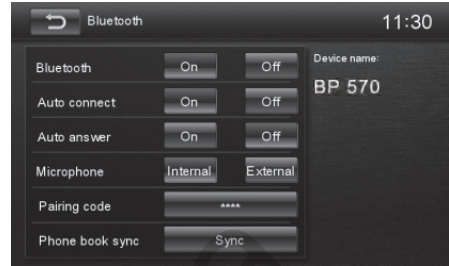 Bluetooth 11:30
Bluetooth On Off
Device name:
BP 570
Auto connect On Off
Auto answer On Off
Microphone Internal External
Pairing code ****
Phone book sync Sync